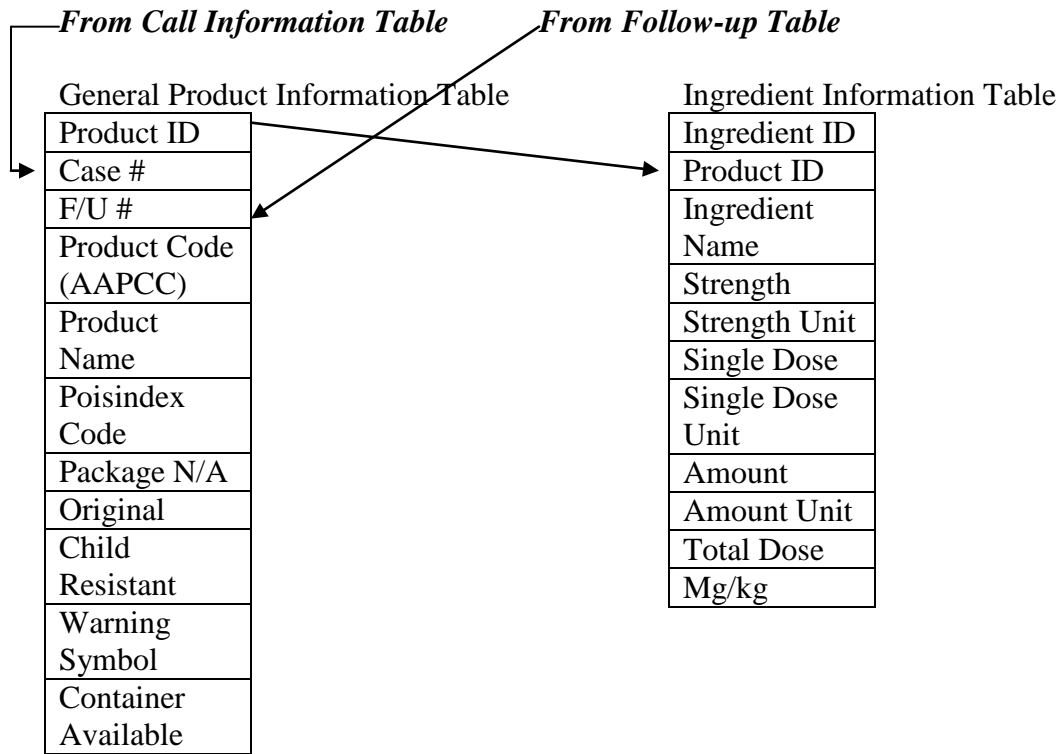 From Call Information Table
From Follow-up Table
General Product Information Table
Product ID
Case #
F/U #
Product Code
(AAPCC)
Product
Name
Poisindex
Code
Package N/A
Original
Child
Resistant
Warning
Symbol
Container
Available
Ingredient Information Table
Ingredient ID
Product ID
Ingredient
Name
Strength
Strength Unit
Single Dose
Single Dose
Unit
Amount
Amount Unit
Total Dose
Mg/kg